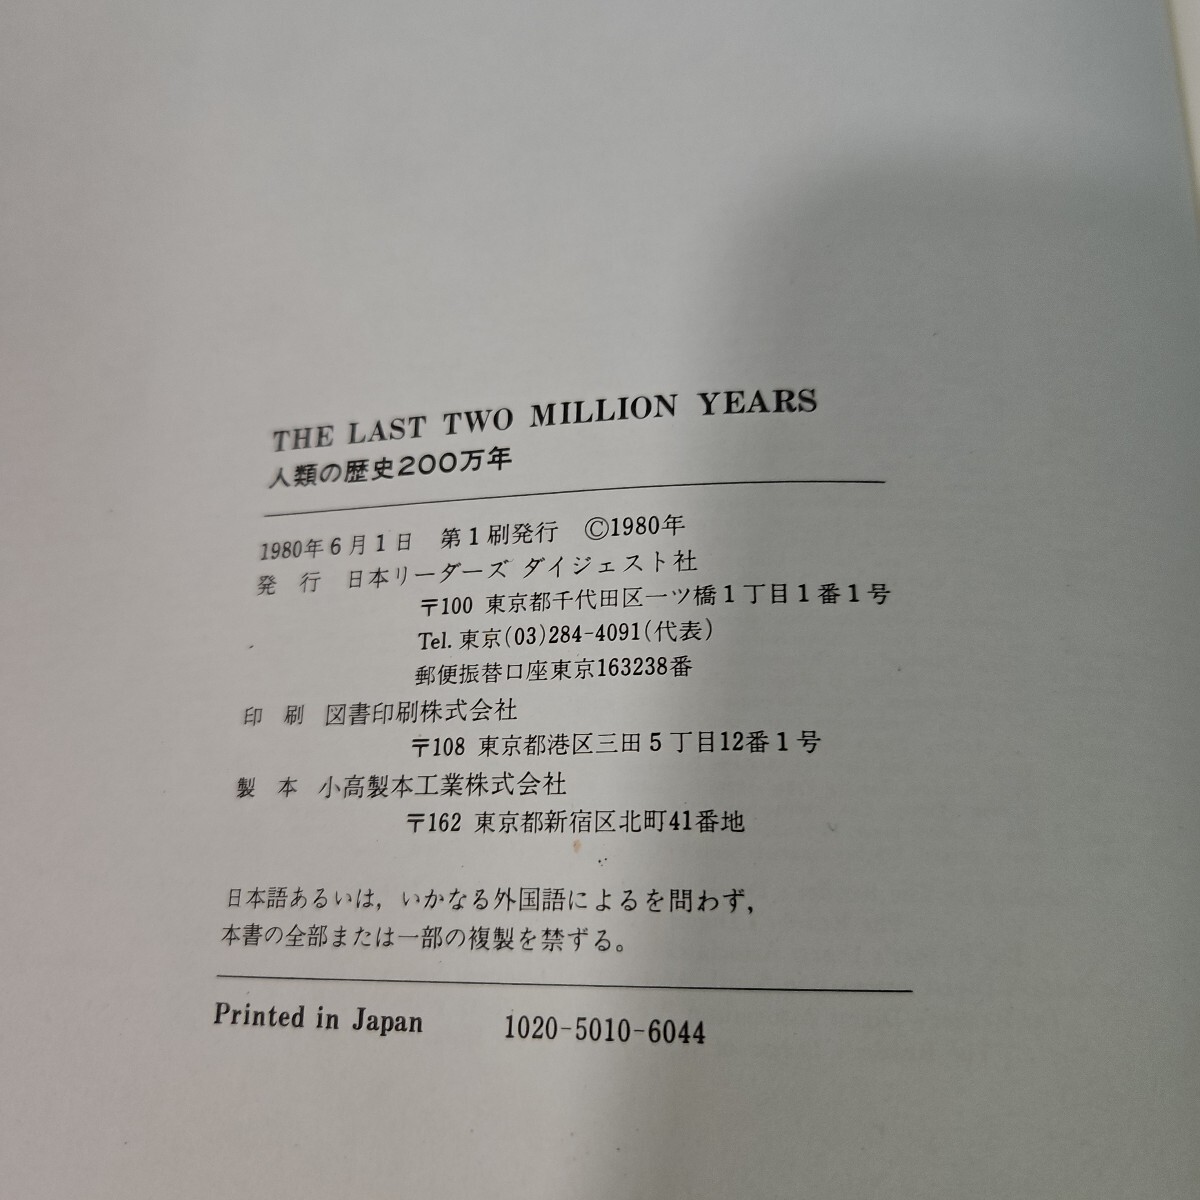 THE LAST TWO MILLION YEARS
人類の歴史200万年
1980年6月1日 第1刷発行 ©1980年
発行 日本リーダーズ ダイジェスト社
〒100 東京都千代田区一ツ橋1丁目1番1号
Tel. 東京(03)284-4091(代表)
郵便振替口座東京163238番
印刷 図書印刷株式会社
〒108 東京都港区三田5丁目12番1号
製本 小高製本工業株式会社
〒162 東京都新宿区北町41番地
日本語あるいは, いかなる外国語によるを問わず,
本書の全部または一部の複製を禁ずる。
Printed in Japan 1020-5010-6044